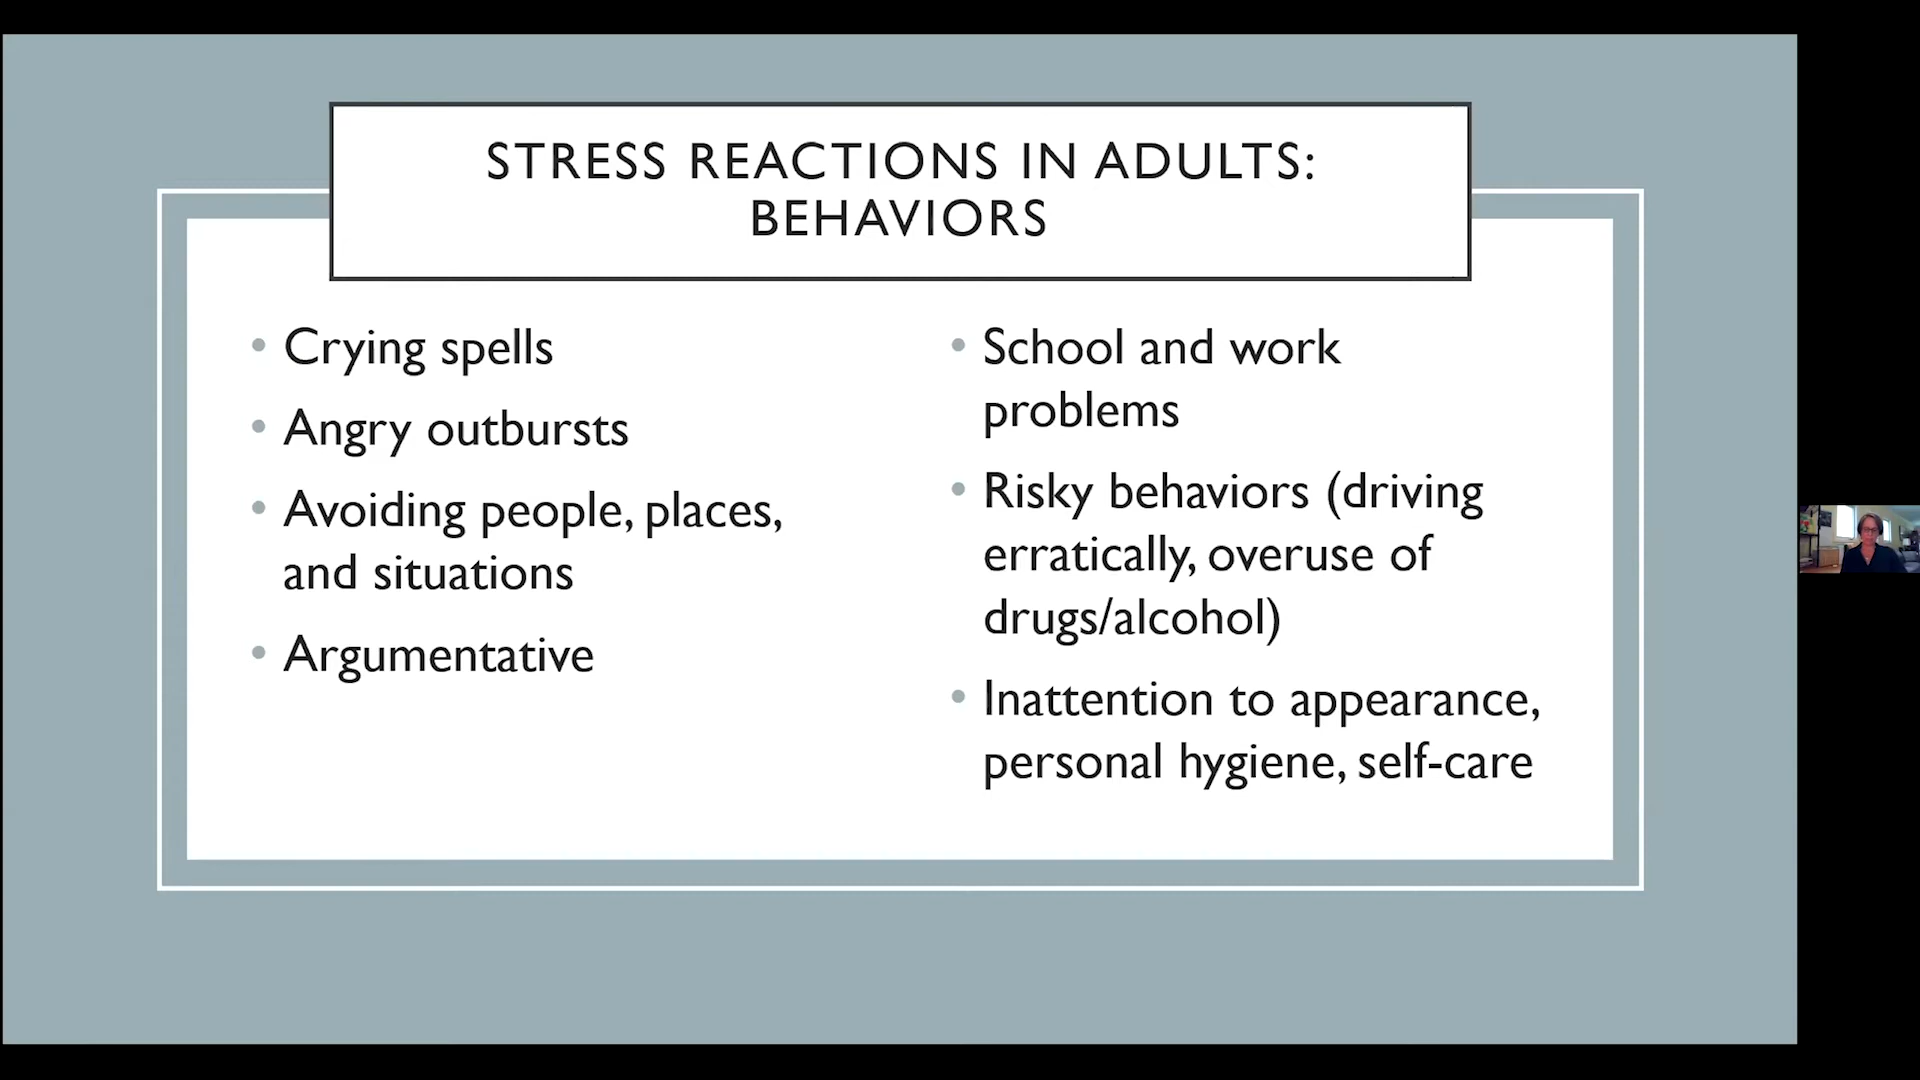 STRESS REACTIONS IN ADULTS:
BEHAVIORS
• Crying spells
• Angry outbursts
• Avoiding people, places,
and situations
• Argumentative
• School and work
problems
• Risky behaviors (driving
erratically, overuse of
drugs/alcohol)
• Inattention to appearance,
personal hygiene, self-care